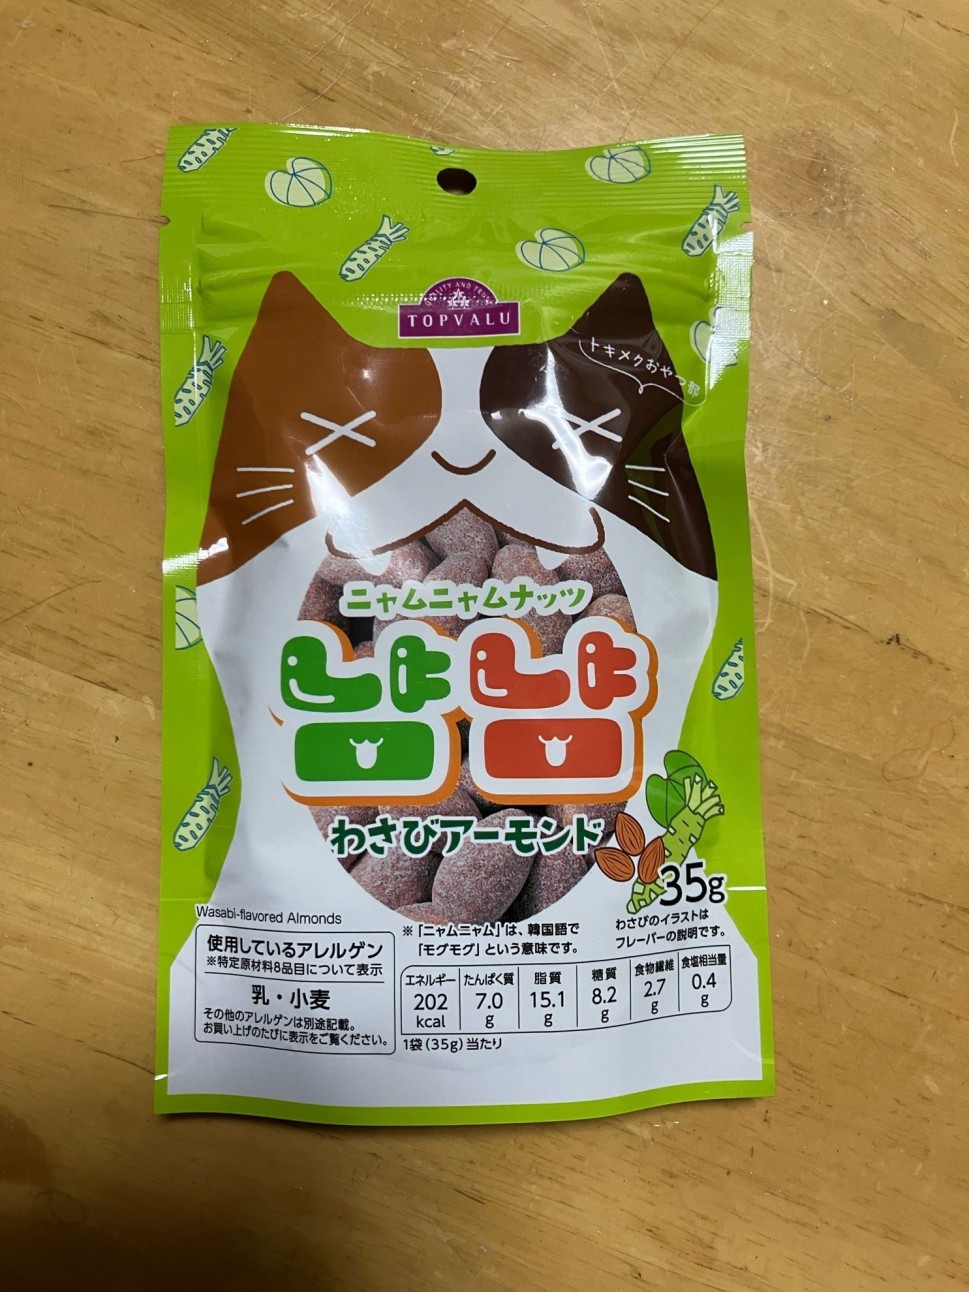 QUALITY AND TRUST
TOPVALU
トキメクおやつ部
ニャムニャムナッツ
냠냠
わさびアーモンド
35g
わさびのイラストは
フレーバーの説明です。
Wasabi-flavored Almonds
使用しているアレルゲン
※特定原材料8品目について表示
乳・小麦
その他のアレルゲンは別途記載。
お買い上げのたびに表示をご覧ください。
※「ニャムニャム」は、韓国語で
「モグモグ」という意味です。
エネルギー たんぱく質 脂質 糖質 食物繊維 食塩相当量
202 kcal 7.0 g 15.1 g 8.2 g 2.7 g 0.4 g
1袋(35g)当たり